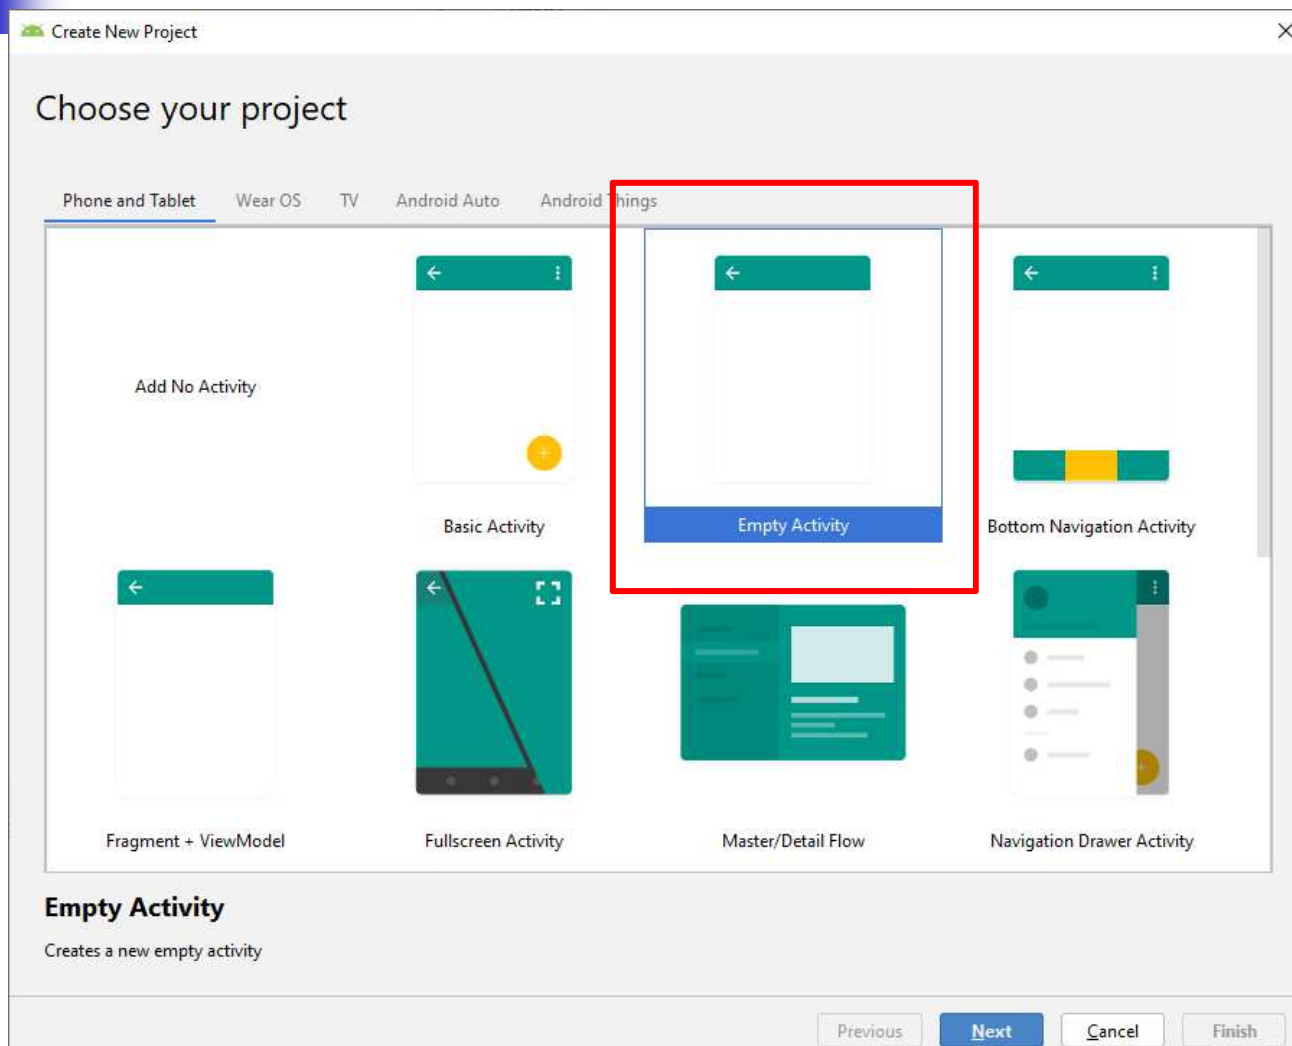 Create New Project
Choose your project
Phone and Tablet Wear OS TV Android Auto Android Things
Add No Activity
Basic Activity
Empty Activity
Bottom Navigation Activity
Fragment + ViewModel
Fullscreen Activity
Master/Detail Flow
Navigation Drawer Activity
Empty Activity
Creates a new empty activity
Previous Next Cancel Finish